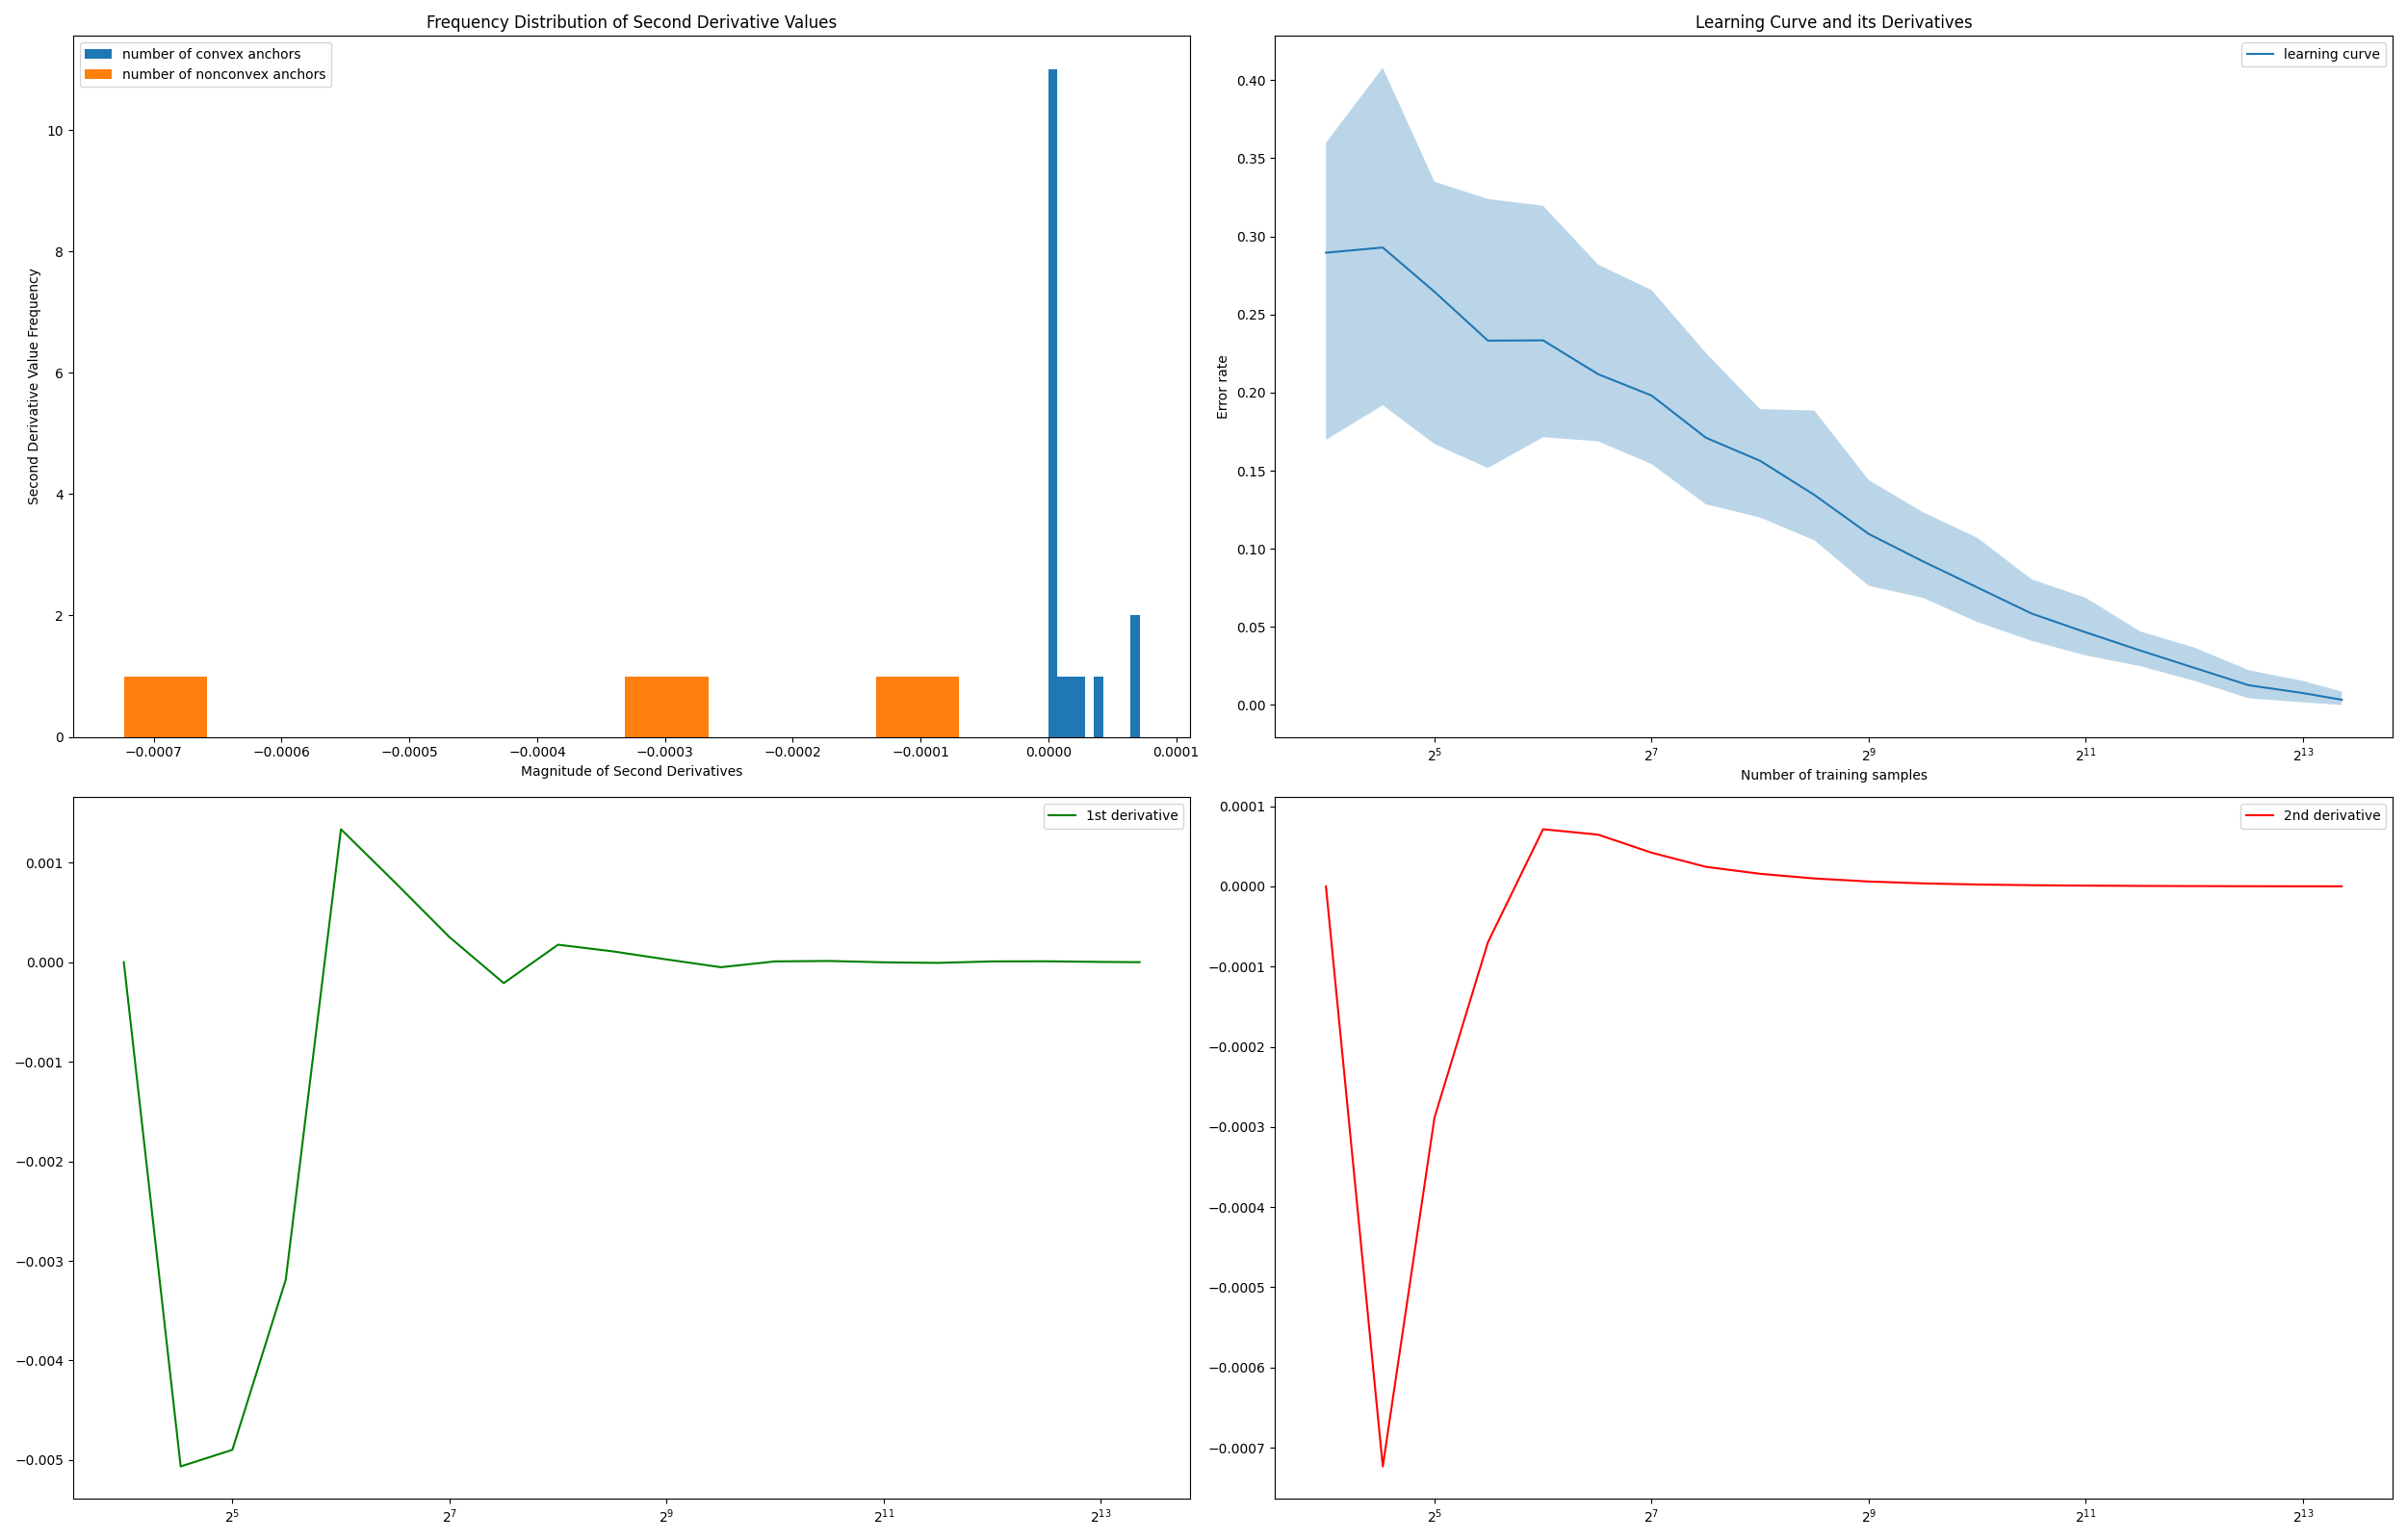 Frequency Distribution of Second Derivative Values
number of convex anchors
number of nonconvex anchors
Second Derivative Value Frequency
10
8
6
4
2
0
−0.0007 −0.0006 −0.0005 −0.0004 −0.0003 −0.0002 −0.0001 0.0000 0.0001
Magnitude of Second Derivatives
Learning Curve and its Derivatives
learning curve
Error rate
0.40
0.35
0.30
0.25
0.20
0.15
0.10
0.05
0.00
2^5 2^7 2^9 2^11 2^13
Number of training samples
1st derivative
0.001
0.000
−0.001
−0.002
−0.003
−0.004
−0.005
2^5 2^7 2^9 2^11 2^13
2nd derivative
0.0001
0.0000
−0.0001
−0.0002
−0.0003
−0.0004
−0.0005
−0.0006
−0.0007
2^5 2^7 2^9 2^11 2^13